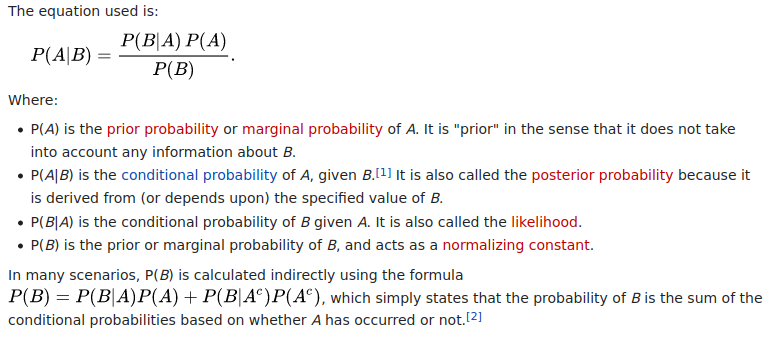 The equation used is:
P(A|B) = P(B|A) P(A) / P(B) .
Where:
• P(A) is the prior probability or marginal probability of A. It is "prior" in the sense that it does not take
into account any information about B.
• P(A|B) is the conditional probability of A, given B.[1] It is also called the posterior probability because it
is derived from (or depends upon) the specified value of B.
• P(B|A) is the conditional probability of B given A. It is also called the likelihood.
• P(B) is the prior or marginal probability of B, and acts as a normalizing constant.
In many scenarios, P(B) is calculated indirectly using the formula
P(B) = P(B|A)P(A) + P(B|Aᶜ)P(Aᶜ), which simply states that the probability of B is the sum of the
conditional probabilities based on whether A has occurred or not.[2]